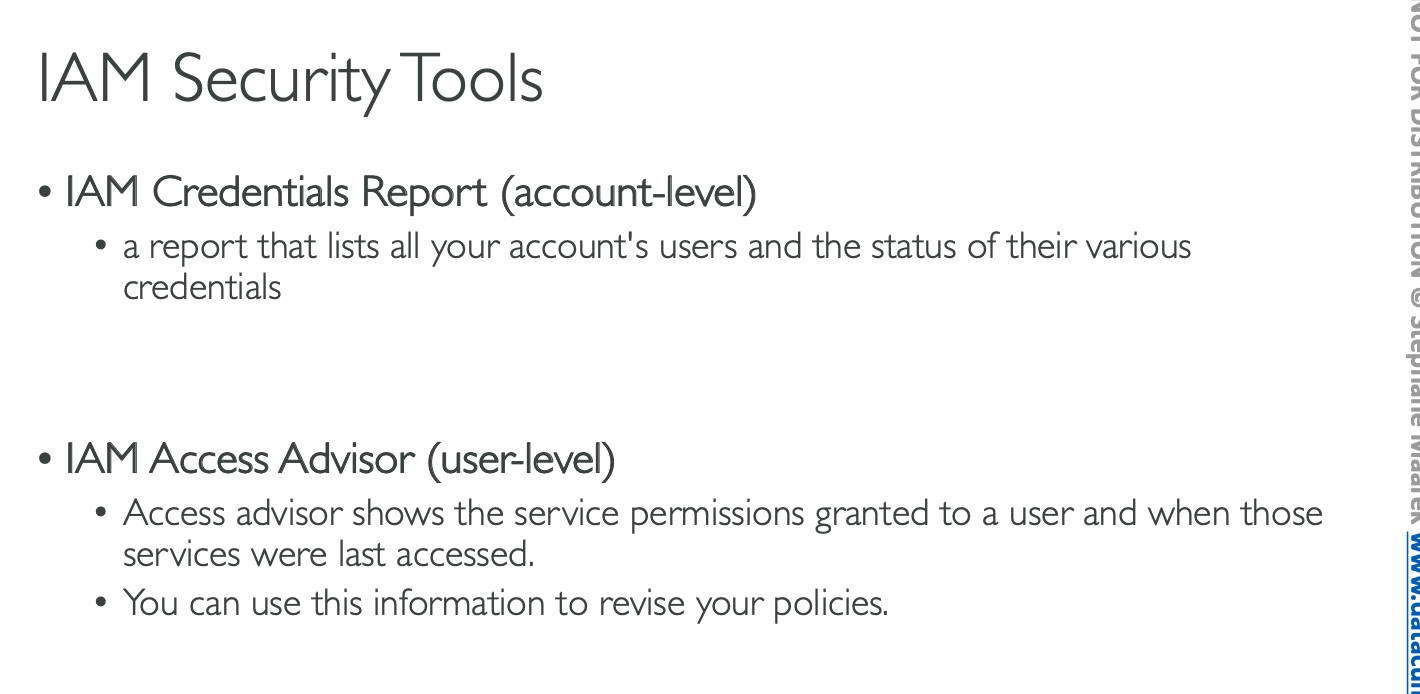 IAM Security Tools
• IAM Credentials Report (account-level)
• a report that lists all your account's users and the status of their various
credentials
• IAM Access Advisor (user-level)
• Access advisor shows the service permissions granted to a user and when those
services were last accessed.
• You can use this information to revise your policies.
NOT FOR DISTRIBUTION © Stephane Maarek www.datacu